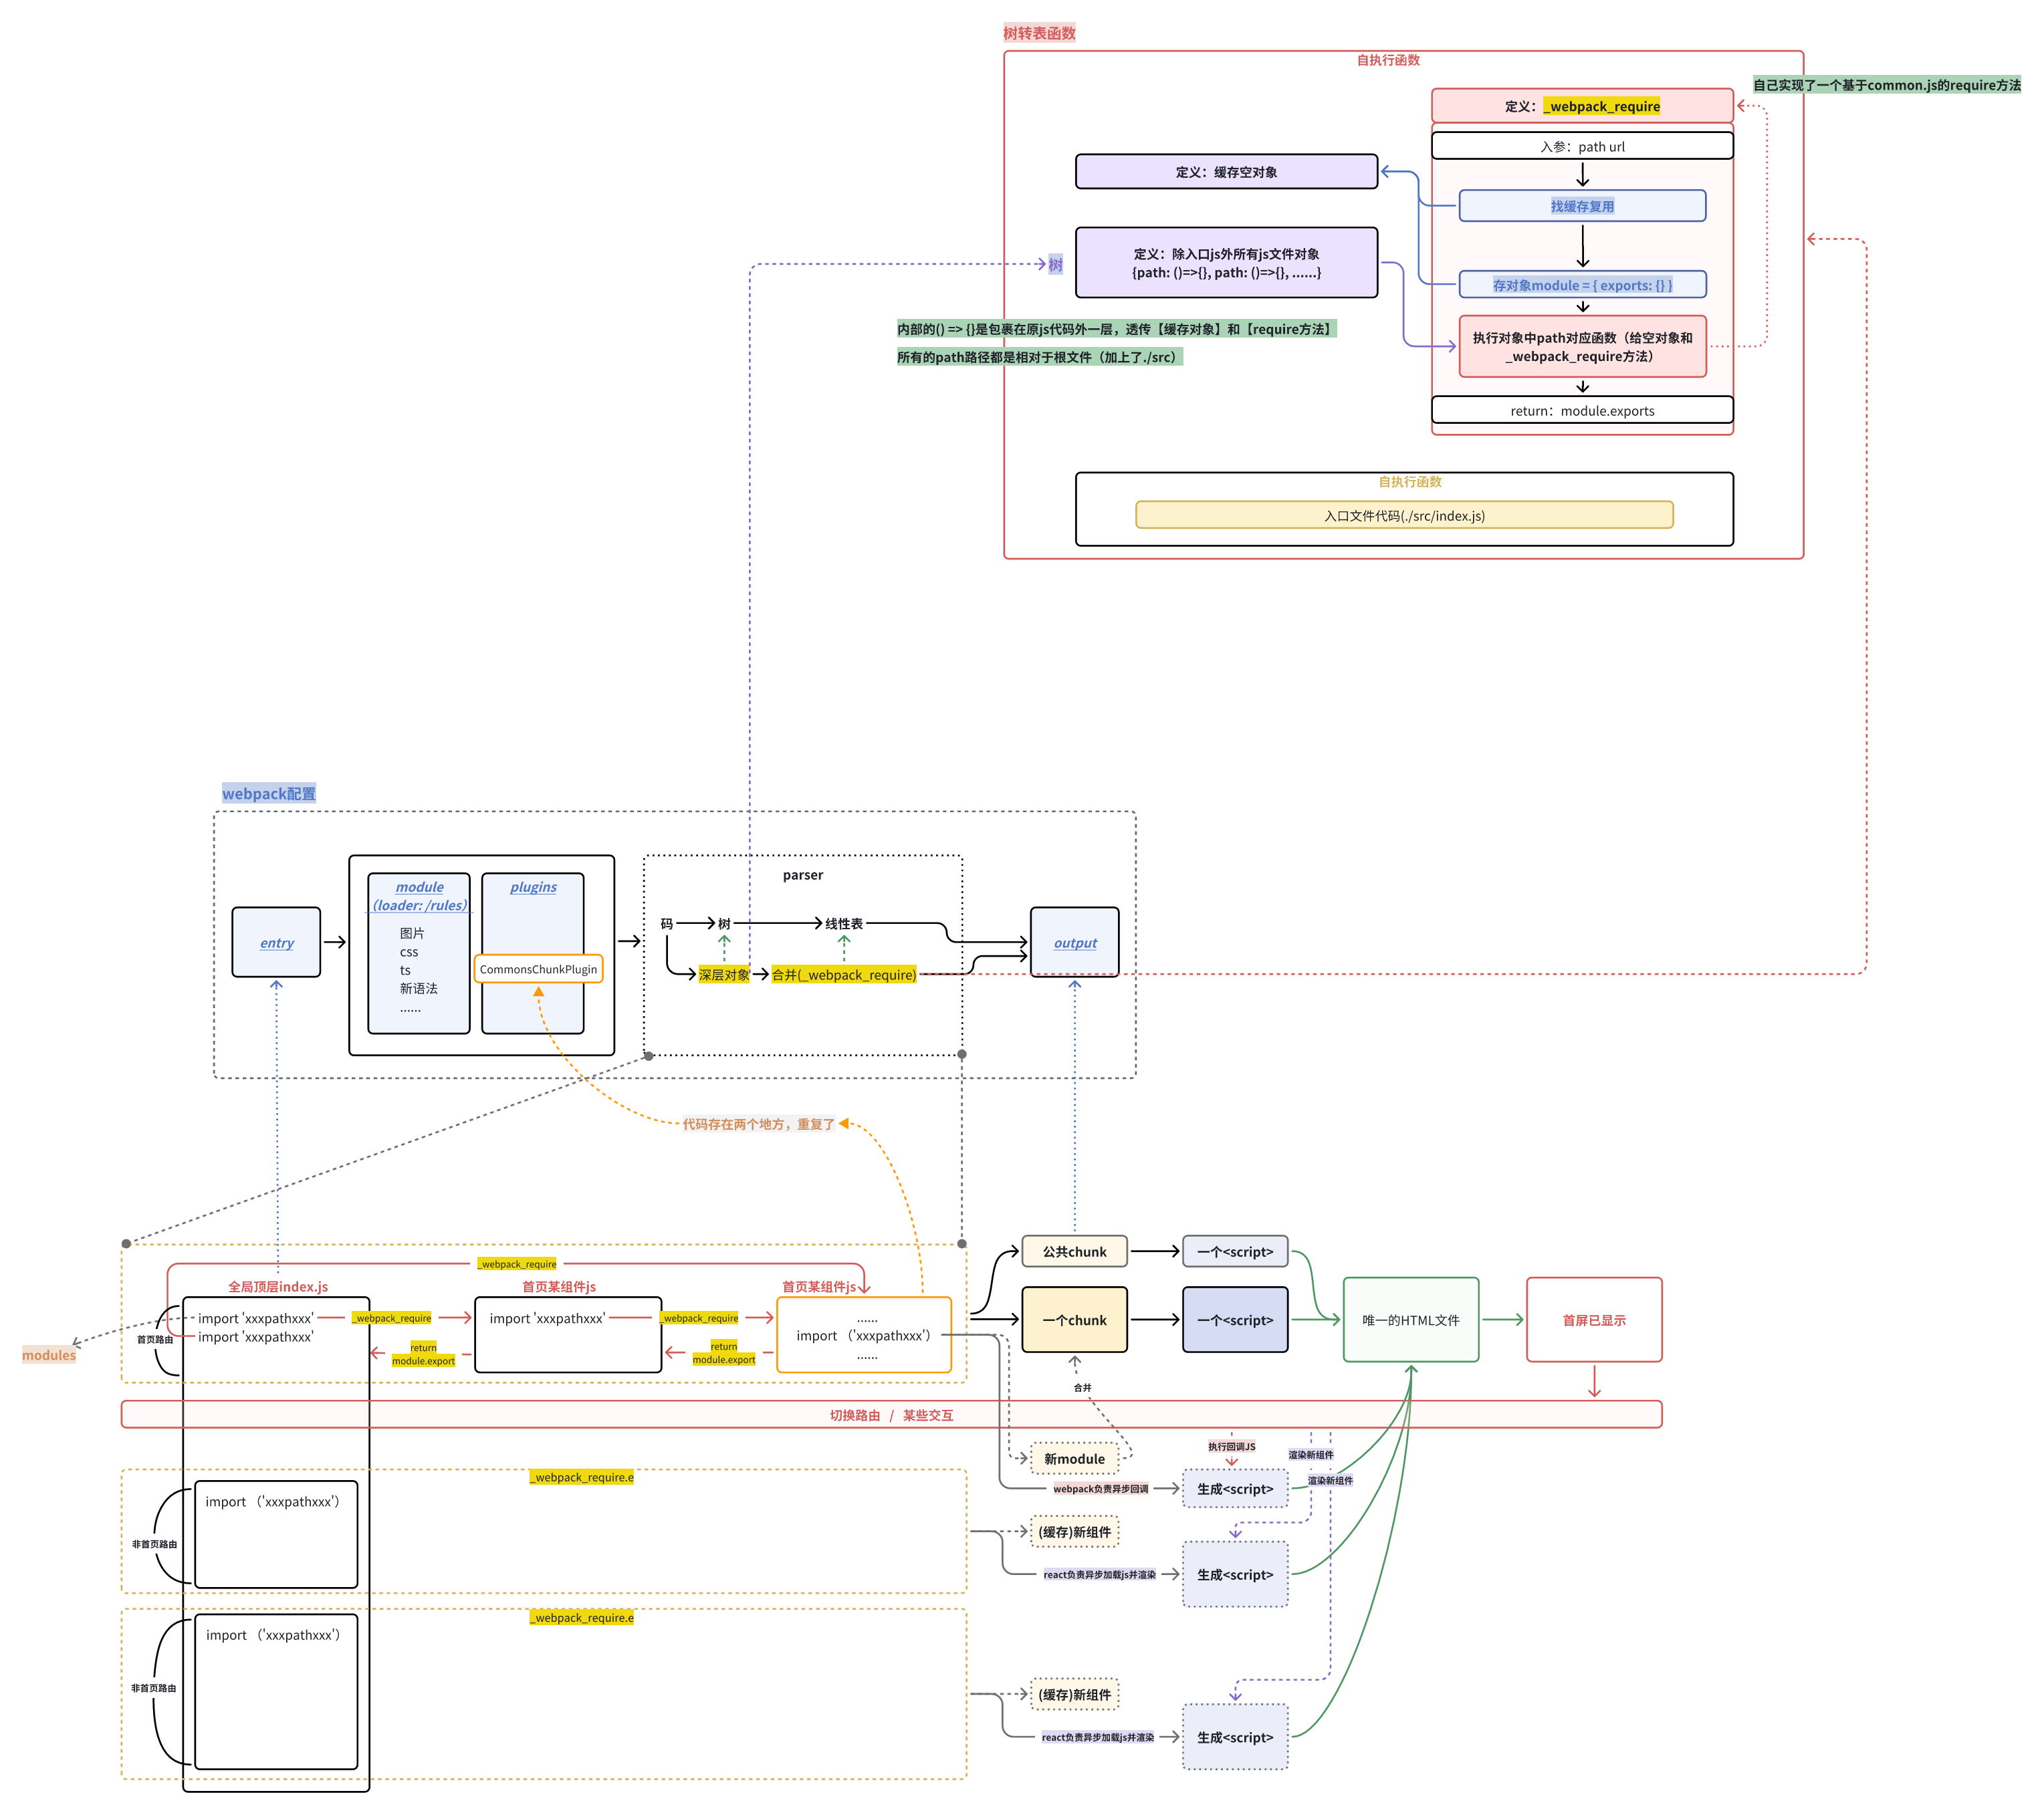 树转表函数
自执行函数
自己实现了一个基于common.js的require方法
定义：_webpack_require
入参：path url
定义：缓存空对象
找缓存复用
树
定义：除入口js外所有js文件对象
{path: ()=>{}, path: ()=>{}, ......}
存对象module = { exports: {} }
内部的() => {}是包裹在原js代码外一层，透传【缓存对象】和【require方法】
所有的path路径都是相对于根文件（加上了./src）
执行对象中path对应函数（给空对象和
_webpack_require方法）
return：module.exports
自执行函数
入口文件代码(./src/index.js)
webpack配置
entry
module
（loader: /rules）
图片
css
ts
新语法
......
plugins
CommonsChunkPlugin
parser
码
树
线性表
深层对象
合并(_webpack_require)
output
代码存在两个地方，重复了
_webpack_require
全局顶层index.js
首页某组件js
首页某组件js
首页路由
import 'xxxpathxxx'
import 'xxxpathxxx'
_webpack_require
import 'xxxpathxxx'
_webpack_require
......
import （'xxxpathxxx'）
......
return
module.export
return
module.export
modules
公共chunk
一个<script>
一个chunk
一个<script>
唯一的HTML文件
首屏已显示
合并
切换路由 / 某些交互
新module
执行回调JS
渲染新组件
渲染新组件
webpack负责异步回调
生成<script>
_webpack_require.e
import （'xxxpathxxx'）
非首页路由
(缓存)新组件
react负责异步加载js并渲染
生成<script>
_webpack_require.e
import （'xxxpathxxx'）
非首页路由
(缓存)新组件
react负责异步加载js并渲染
生成<script>